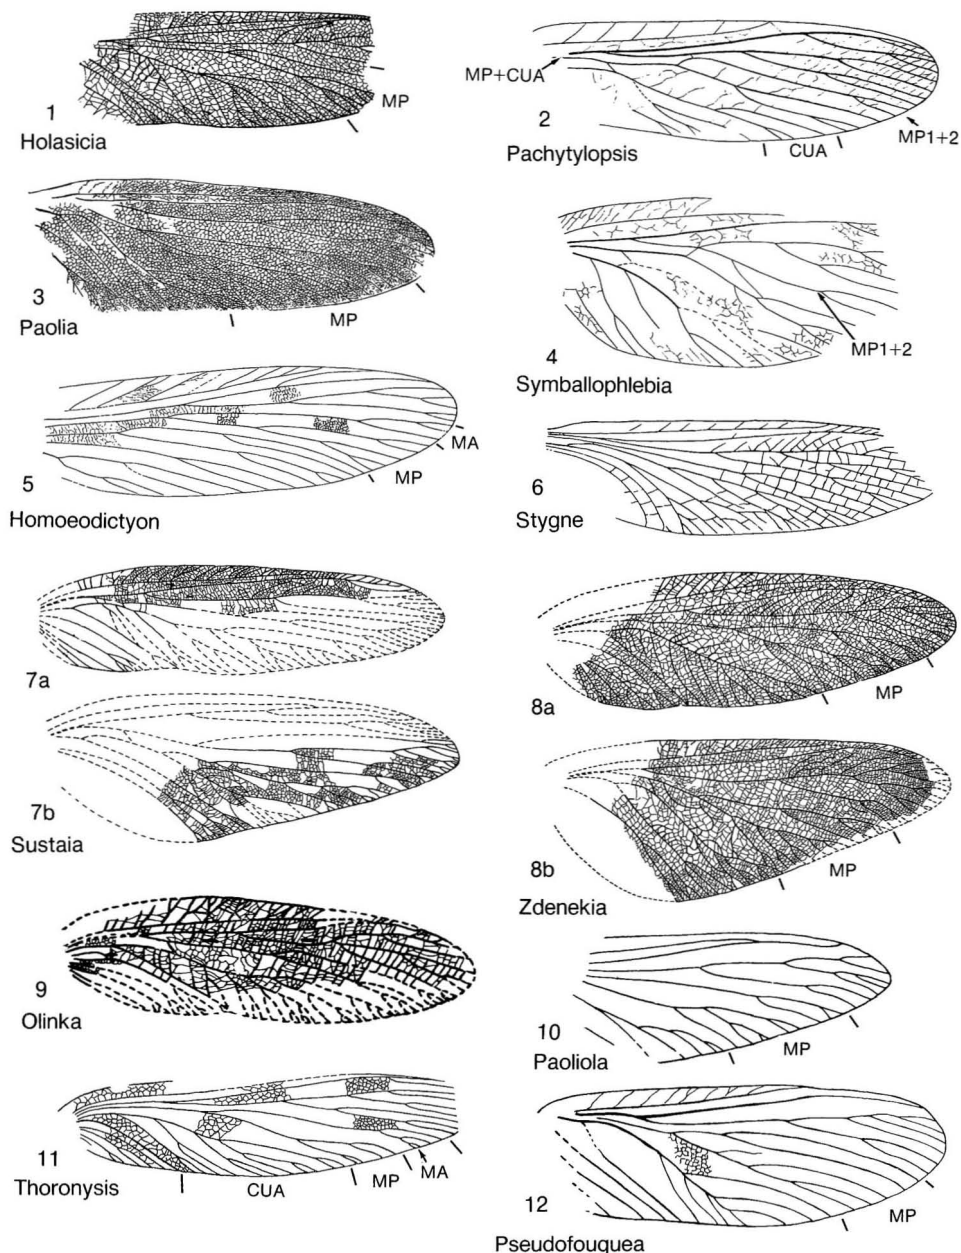 MP
1
Holasicia
MP+CUA
2
Pachytylopsis
CUA
MP1+2
3
Paolia
MP
4
Symballophlebia
MP1+2
5
Homoeodictyon
MA
MP
6
Stygne
7a
7b
Sustaia
8a
MP
8b
MP
Zdenekia
9
Olinka
10
Paoliola
MP
11
Thoronysis
CUA
MP
MA
12
Pseudofouquea
MP